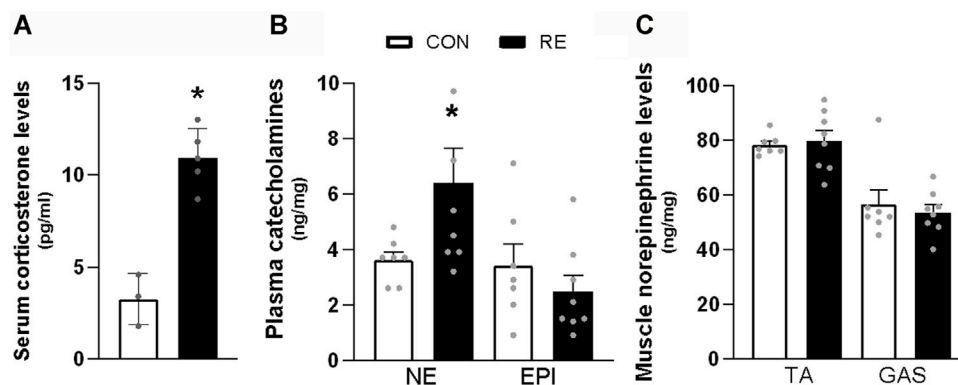 A
B
C
CON RE
Serum corticosterone levels
(pg/ml)
15
10
5
0
*
Plasma catecholamines
(ng/mg)
10
8
6
4
2
0
*
NE EPI
Muscle norepinephrine levels
(ng/mg)
100
80
60
40
20
0
TA GAS